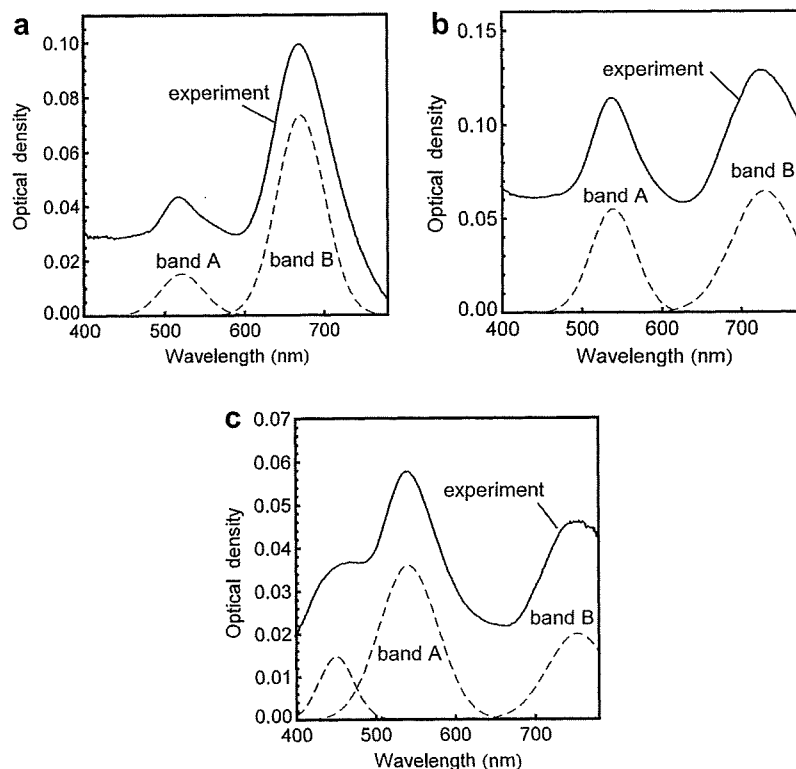 a
0.10
0.08
0.06
0.04
0.02
0.00
Optical density
experiment
band A
band B
400 500 600 700
Wavelength (nm)
b
0.15
0.10
0.05
0.00
Optical density
experiment
band A
band B
400 500 600 700
Wavelength (nm)
c
0.07
0.06
0.05
0.04
0.03
0.02
0.01
0.00
Optical density
experiment
band A
band B
400 500 600 700
Wavelength (nm)